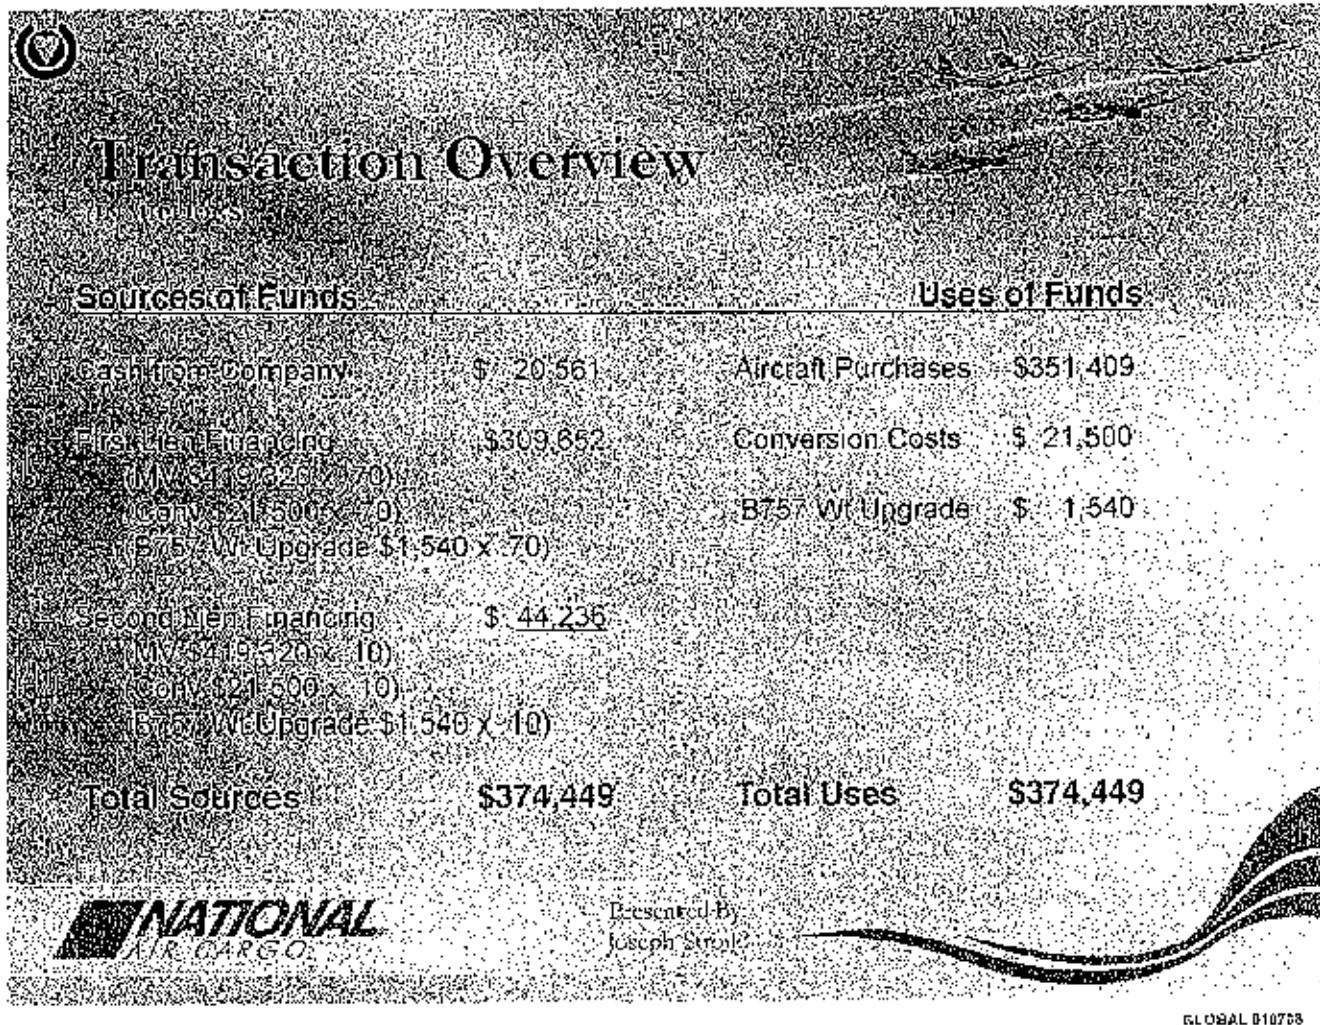 Transaction Overview
Sources of Funds Uses of Funds
Cash from Company $ 20,561 Aircraft Purchases $351,409
First Lien Financing $309,652 Conversion Costs $ 21,500
(MV $419,320 x .70)
(Conv $21,500 x .70) B757 Wt Upgrade $ 1,540
(B757 Wt Upgrade $1,540 x .70)
Second Lien Financing $ 44,236
(MV $419,320 x .10)
(Conv $21,500 x .10)
(B757 Wt Upgrade $1,540 x .10)
Total Sources $374,449 Total Uses $374,449
NATIONAL
AIR CARGO
Presented By
Joseph
GLOBAL